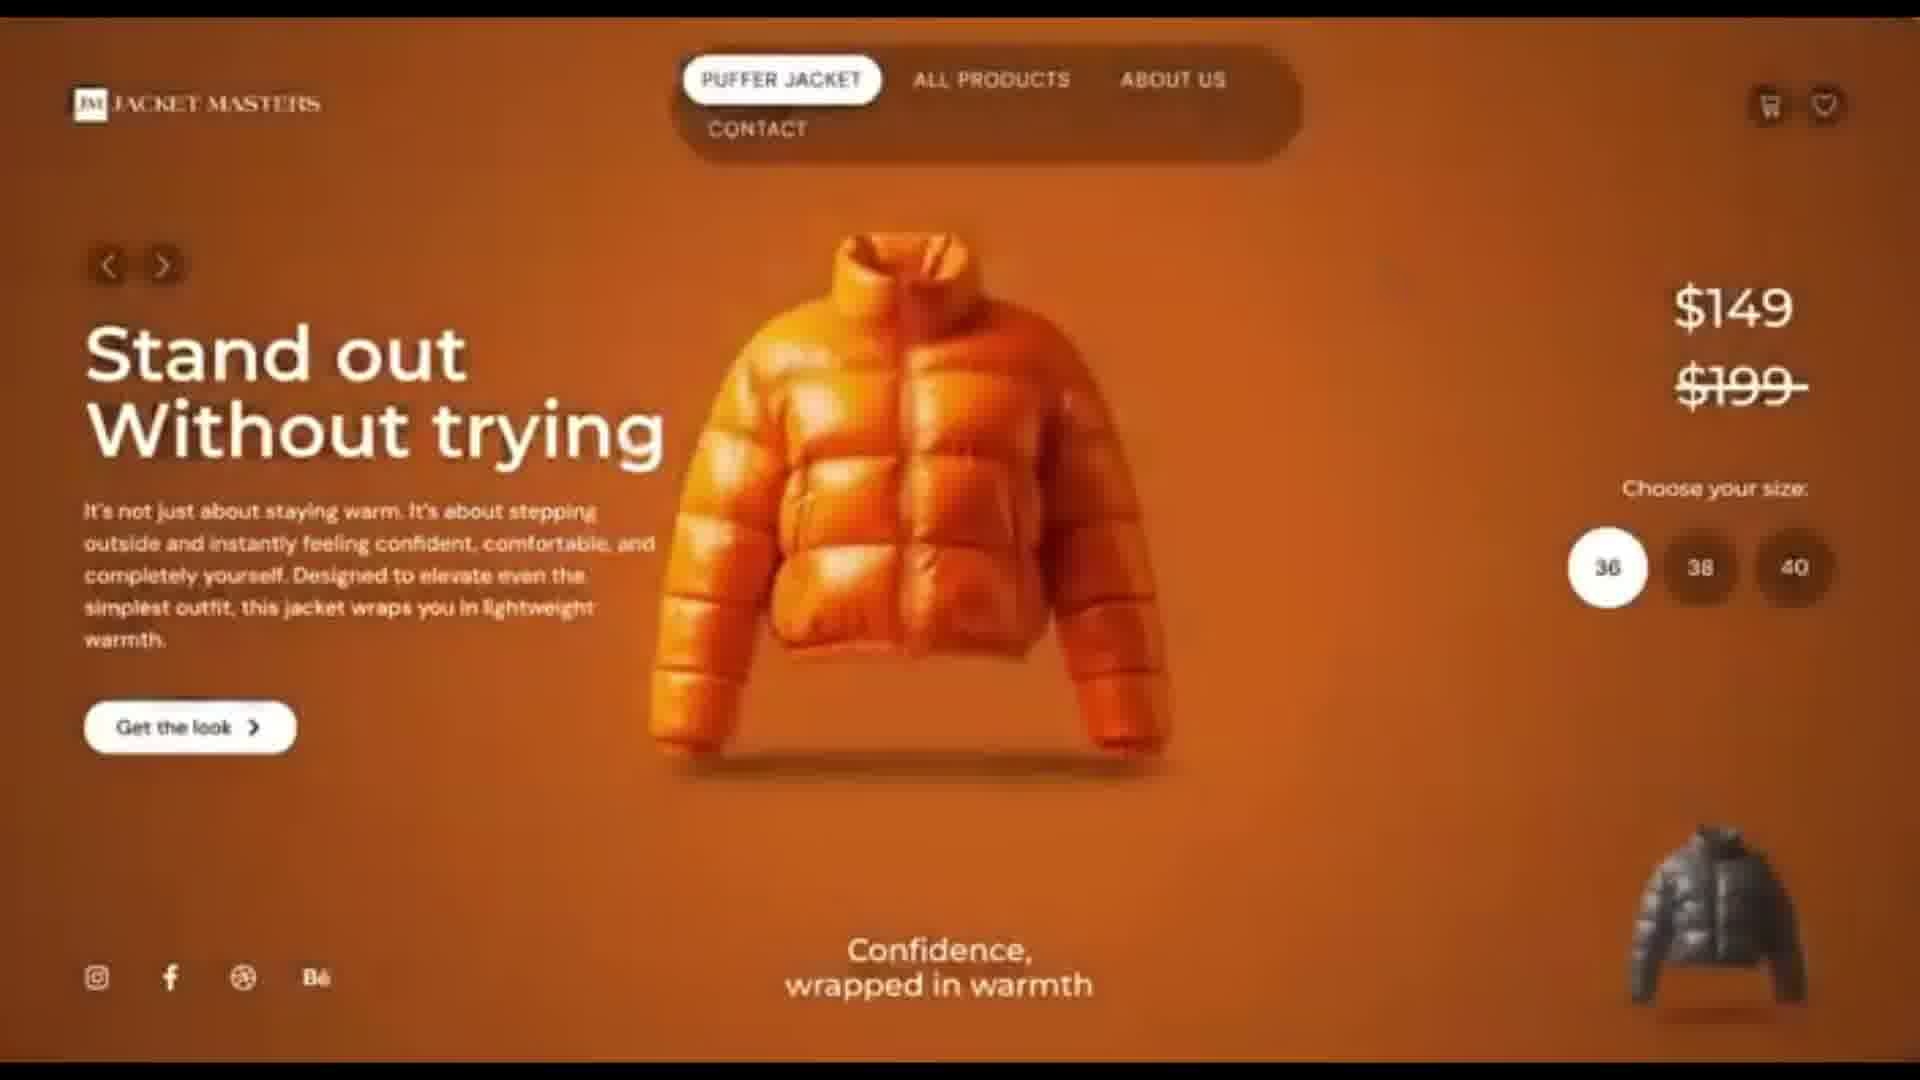 JM JACKET MASTERS
PUFFER JACKET ALL PRODUCTS ABOUT US
CONTACT
Stand out
Without trying
It's not just about staying warm. It's about stepping
outside and instantly feeling confident, comfortable, and
completely yourself. Designed to elevate even the
simplest outfit, this jacket wraps you in lightweight
warmth.
Get the look
$149
$199
Choose your size:
36 38 40
Confidence,
wrapped in warmth
Bé